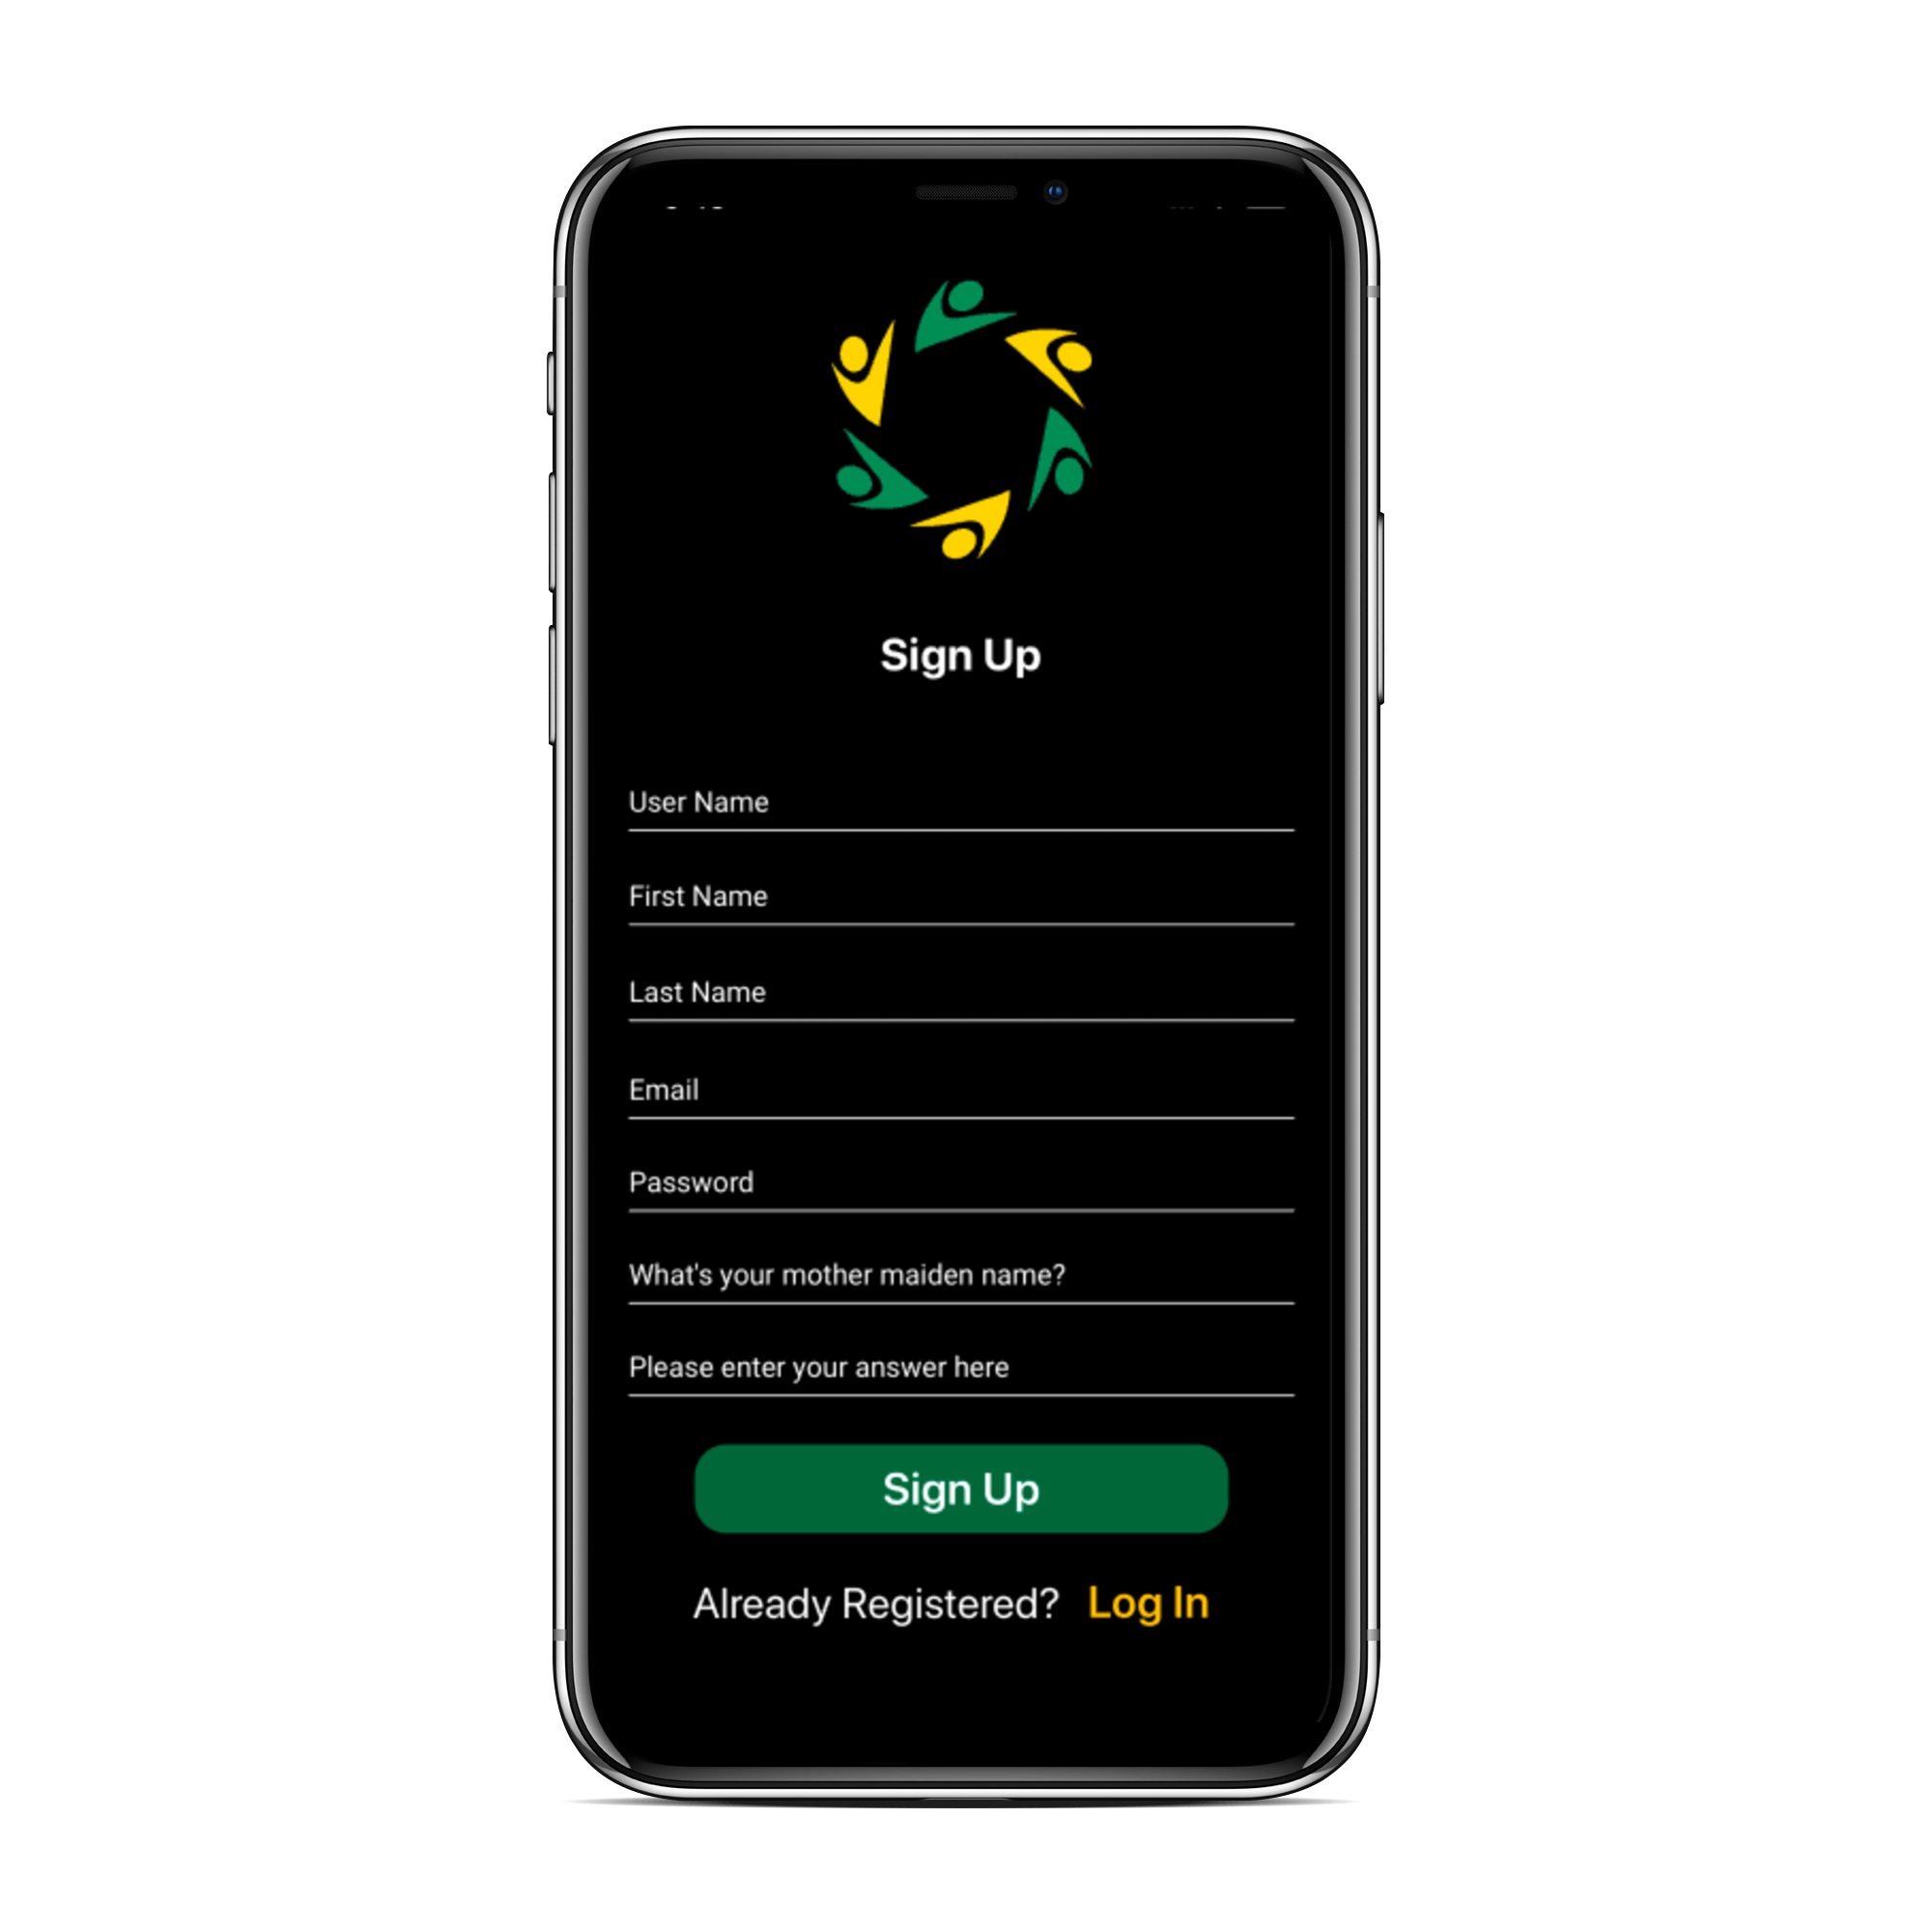 Sign Up
User Name
First Name
Last Name
Email
Password
What's your mother maiden name?
Please enter your answer here
Sign Up
Already Registered? Log In